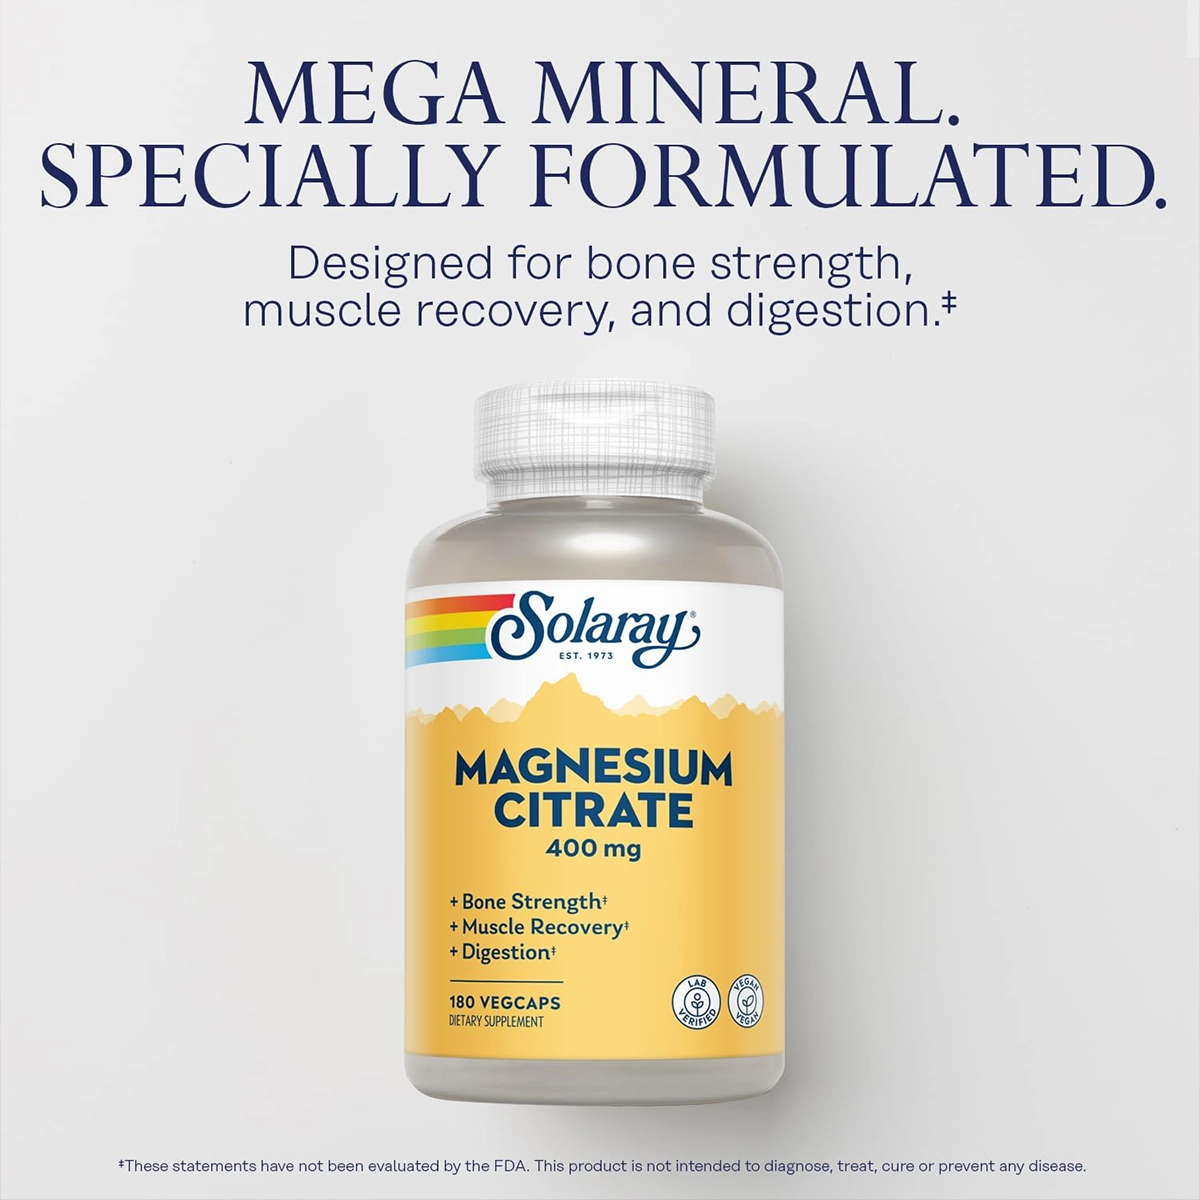 MEGA MINERAL.
SPECIALLY FORMULATED.
Designed for bone strength,
muscle recovery, and digestion.‡
Solaray®
EST. 1973
MAGNESIUM
CITRATE
400 mg
+ Bone Strength‡
+ Muscle Recovery‡
+ Digestion‡
180 VEGCAPS
DIETARY SUPPLEMENT
LAB
VERIFIED
VEGAN
VEGAN
‡These statements have not been evaluated by the FDA. This product is not intended to diagnose, treat, cure or prevent any disease.